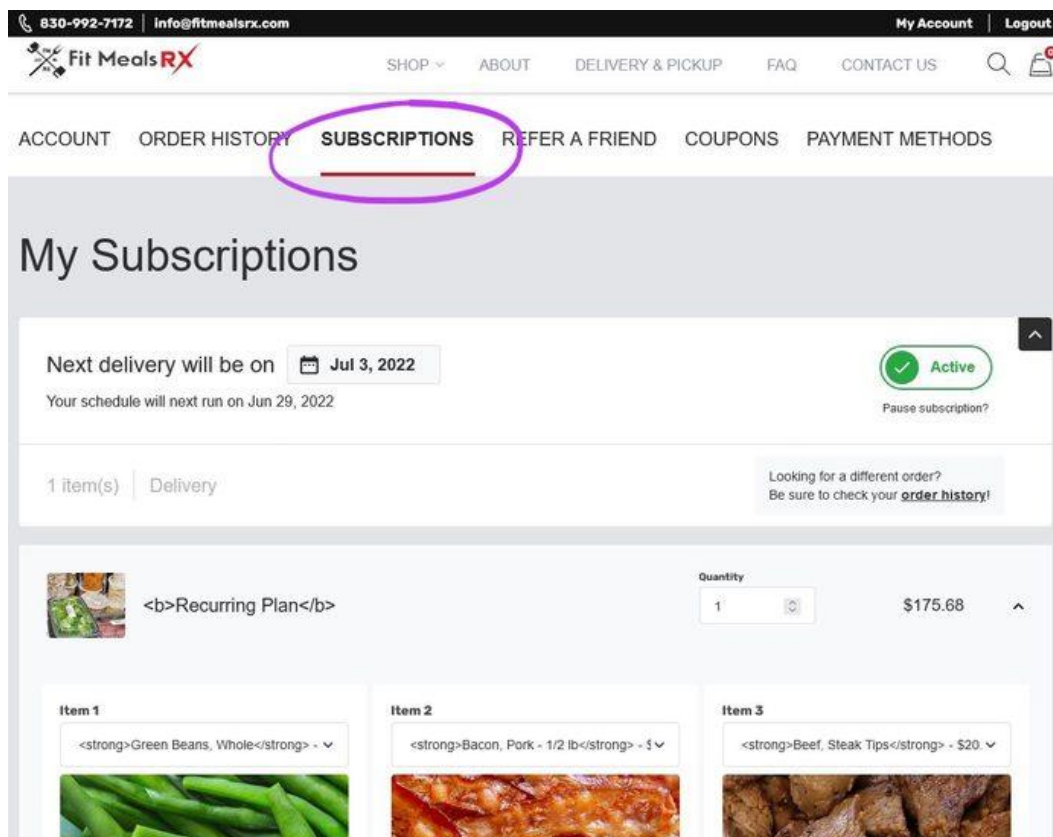 830-992-7172 | info@fitmealsrx.com My Account | Logout
Fit Meals RX SHOP ABOUT DELIVERY & PICKUP FAQ CONTACT US 0
ACCOUNT ORDER HISTORY SUBSCRIPTIONS REFER A FRIEND COUPONS PAYMENT METHODS
My Subscriptions
Next delivery will be on Jul 3, 2022 Active
Your schedule will next run on Jun 29, 2022 Pause subscription?
1 item(s) | Delivery
Looking for a different order?
Be sure to check your order history!
Quantity
<b>Recurring Plan</b> 1 $175.68
Item 1 Item 2 Item 3
<strong>Green Beans, Whole</strong> - <strong>Bacon, Pork - 1/2 lb</strong> - <strong>Beef, Steak Tips</strong> - $20.